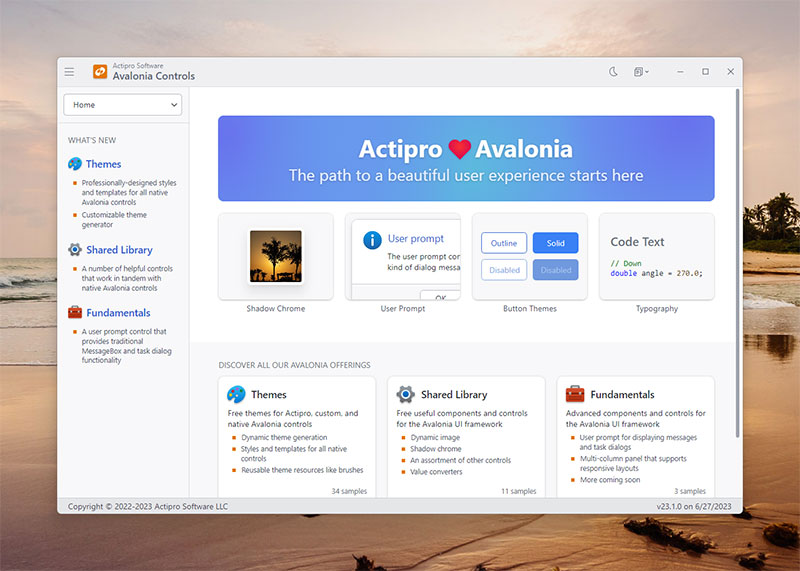 Actipro Software
Avalonia Controls
Home
WHAT'S NEW
Themes
Professionally-designed styles
and templates for all native
Avalonia controls
Customizable theme
generator
Shared Library
A number of helpful controls
that work in tandem with
native Avalonia controls
Fundamentals
A user prompt control that
provides traditional
MessageBox and task dialog
functionality
Actipro Avalonia
The path to a beautiful user experience starts here
Shadow Chrome
User prompt
The user prompt con
kind of dialog messa
OK
User Prompt
Outline
Solid
Disabled
Disabled
Button Themes
Code Text
// Down
double angle = 270.0;
Typography
DISCOVER ALL OUR AVALONIA OFFERINGS
Themes
Free themes for Actipro, custom, and
native Avalonia controls
Dynamic theme generation
Styles and templates for all native
controls
Reusable theme resources like brushes
34 samples
Shared Library
Free useful components and controls
for the Avalonia UI framework
Dynamic image
Shadow chrome
An assortment of other controls
Value converters
11 samples
Fundamentals
Advanced components and controls for
the Avalonia UI framework
User prompt for displaying messages
and task dialogs
Multi-column panel that supports
responsive layouts
More coming soon
3 samples
Copyright © 2022-2023 Actipro Software LLC
v23.1.0 on 6/27/2023